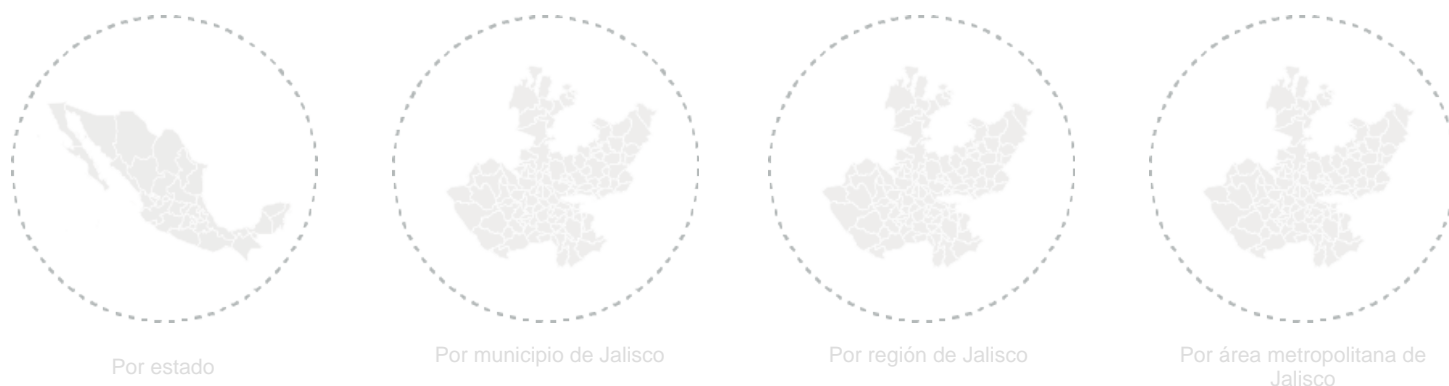 Por estado
Por municipio de Jalisco
Por región de Jalisco
Por área metropolitana de
Jalisco